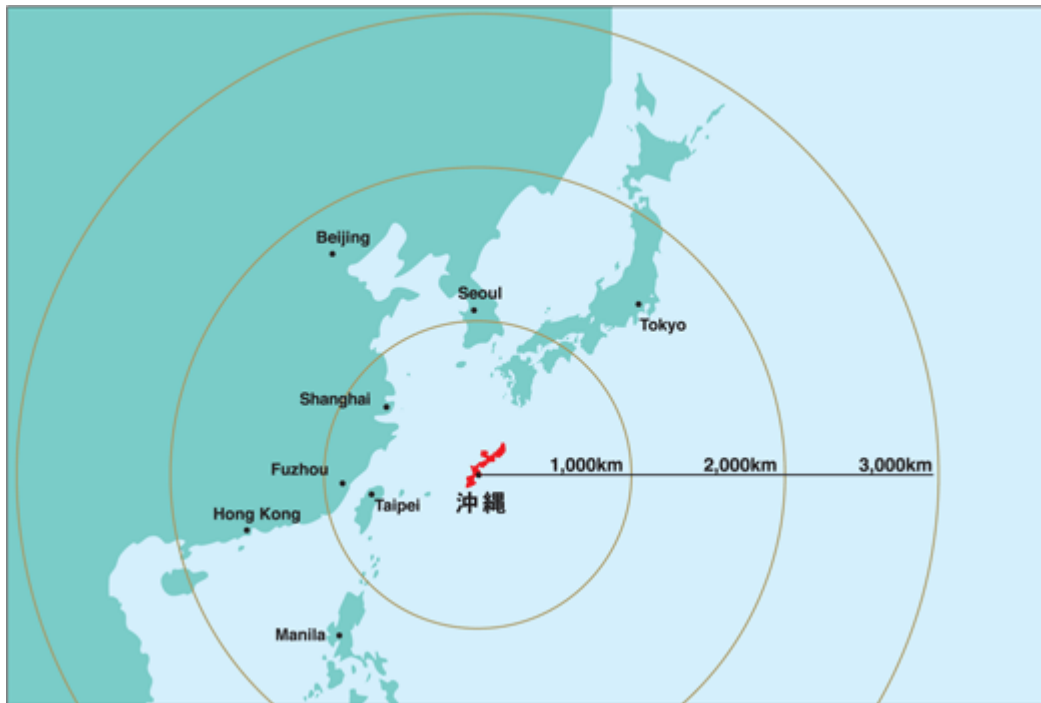 Beijing
Seoul
Tokyo
Shanghai
1,000km
2,000km
3,000km
Fuzhou
Taipei
沖縄
Hong Kong
Manila